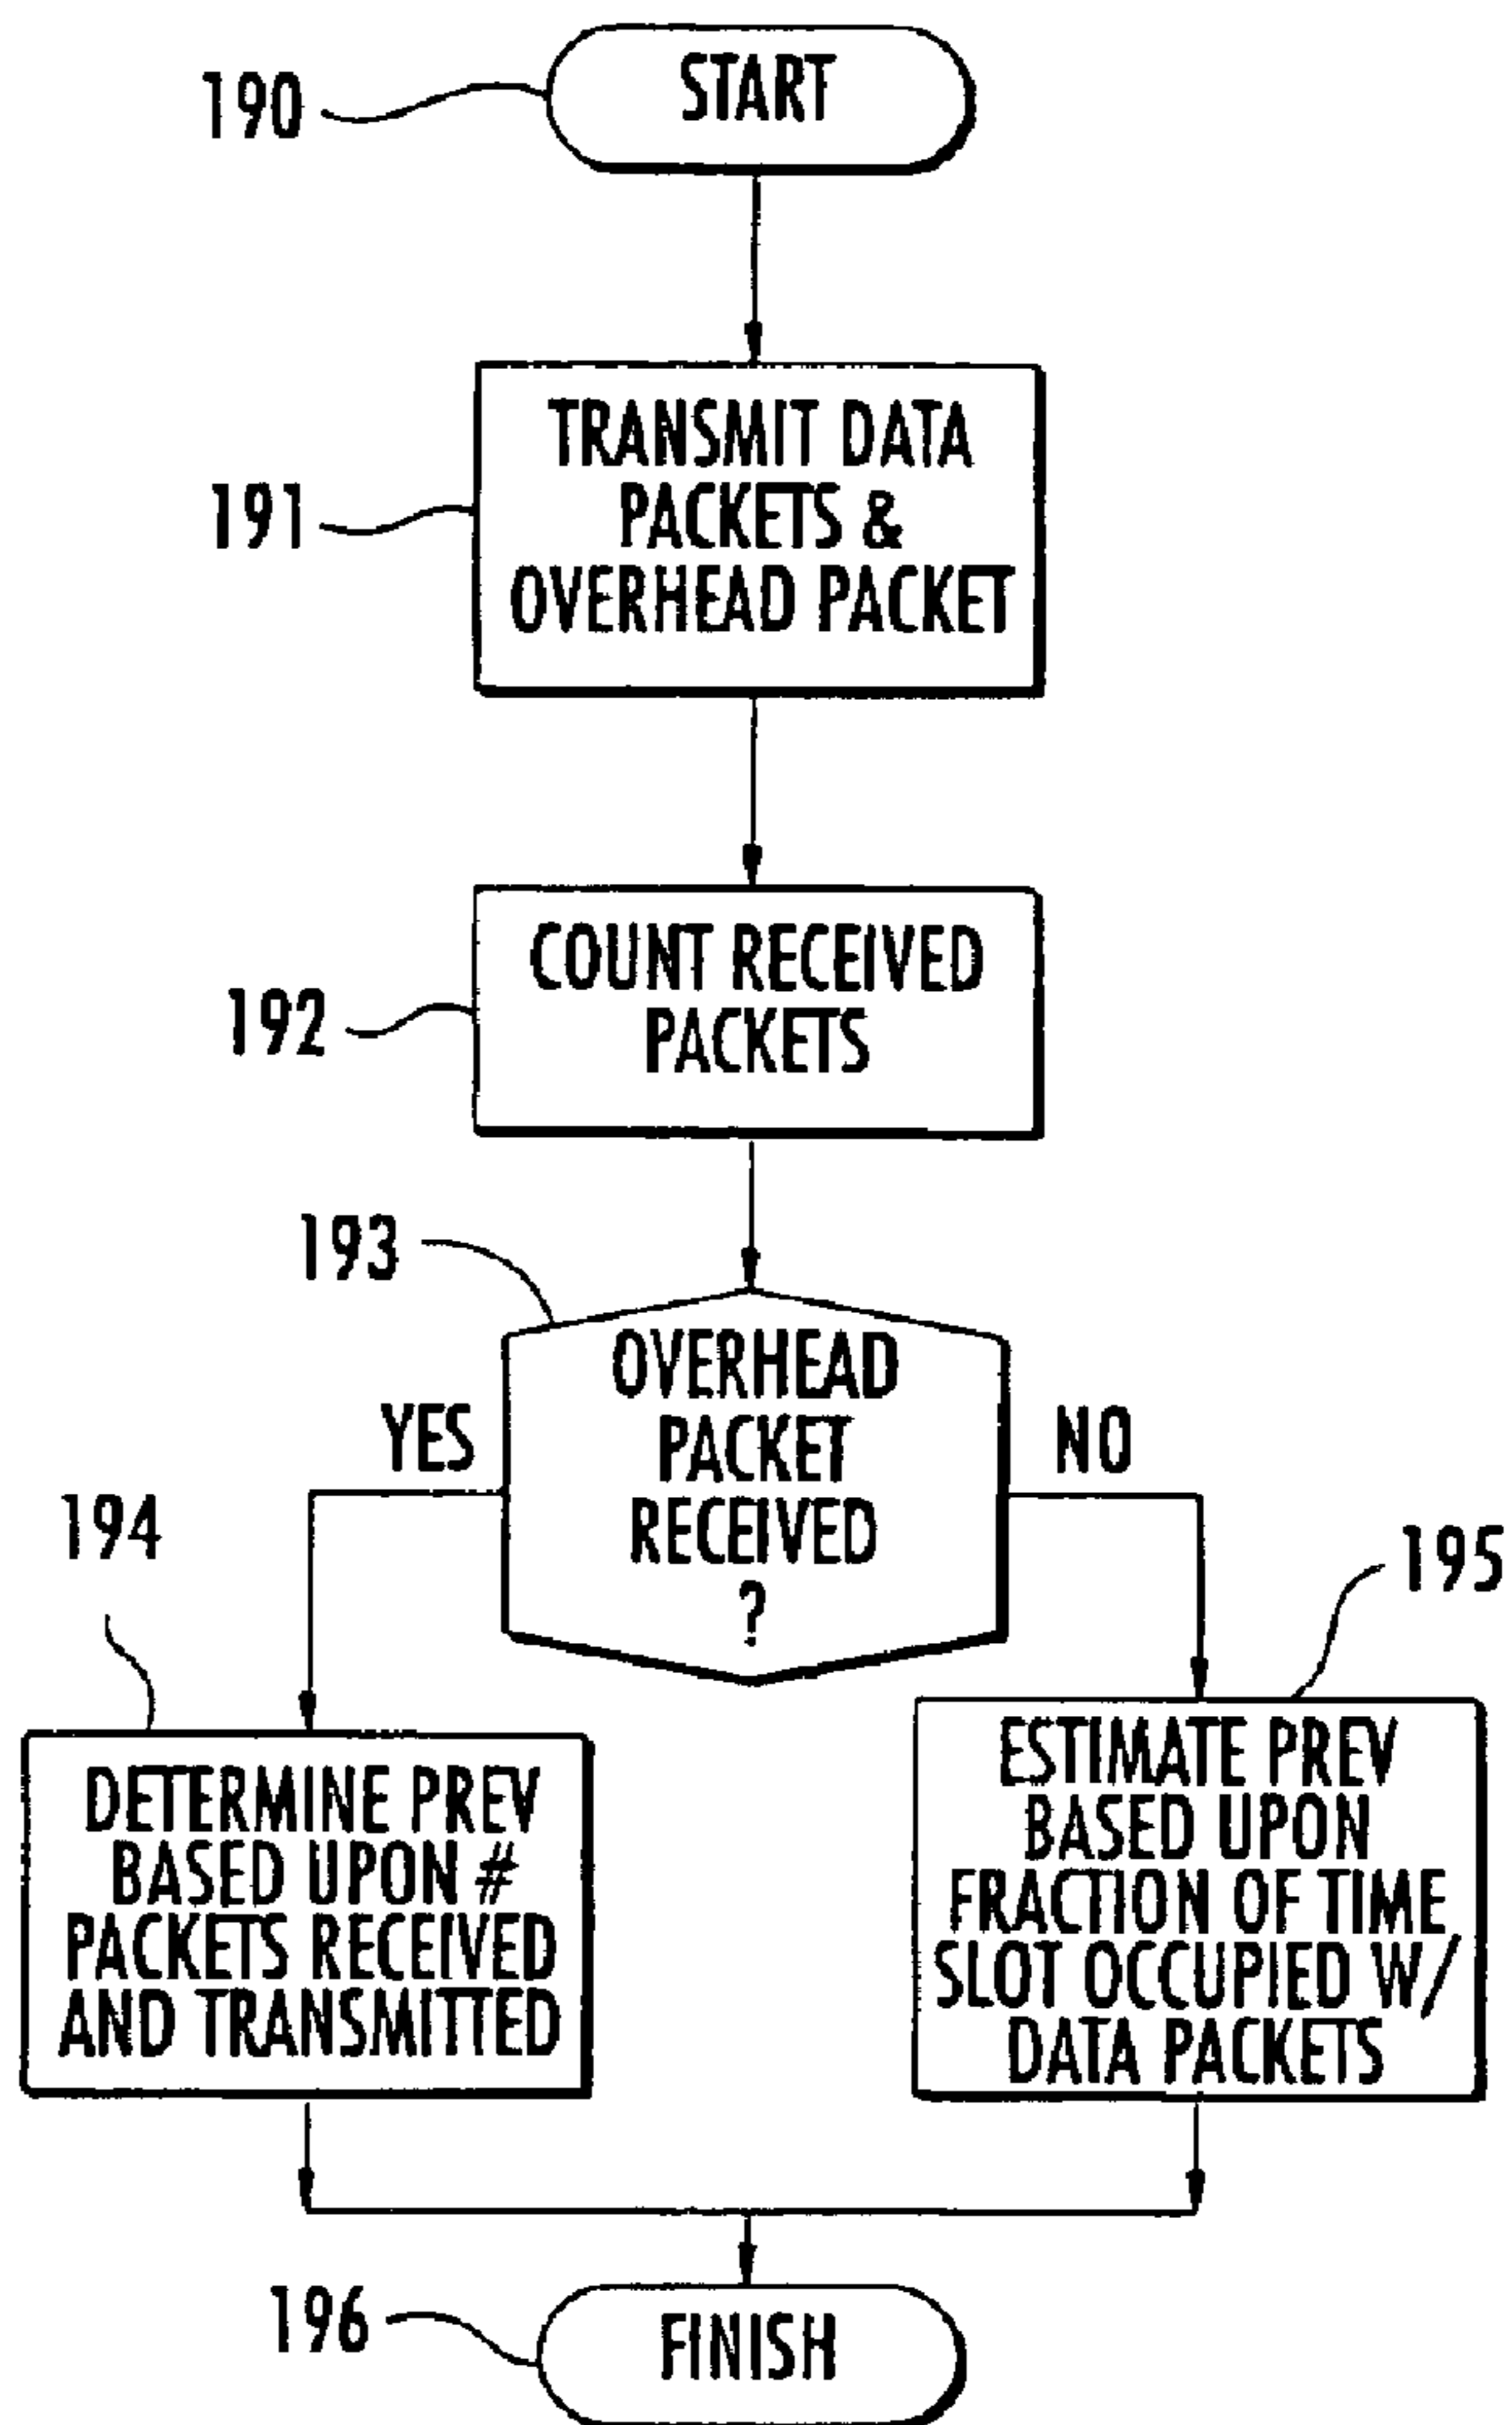 190
START
191
TRANSMIT DATA
PACKETS &
OVERHEAD PACKET
192
COUNT RECEIVED
PACKETS
193
OVERHEAD
PACKET
RECEIVED
?
YES
NO
194
195
DETERMINE PREV
BASED UPON #
PACKETS RECEIVED
AND TRANSMITTED
ESTIMATE PREV
BASED UPON
FRACTION OF TIME
SLOT OCCUPIED W/
DATA PACKETS
196
FINISH